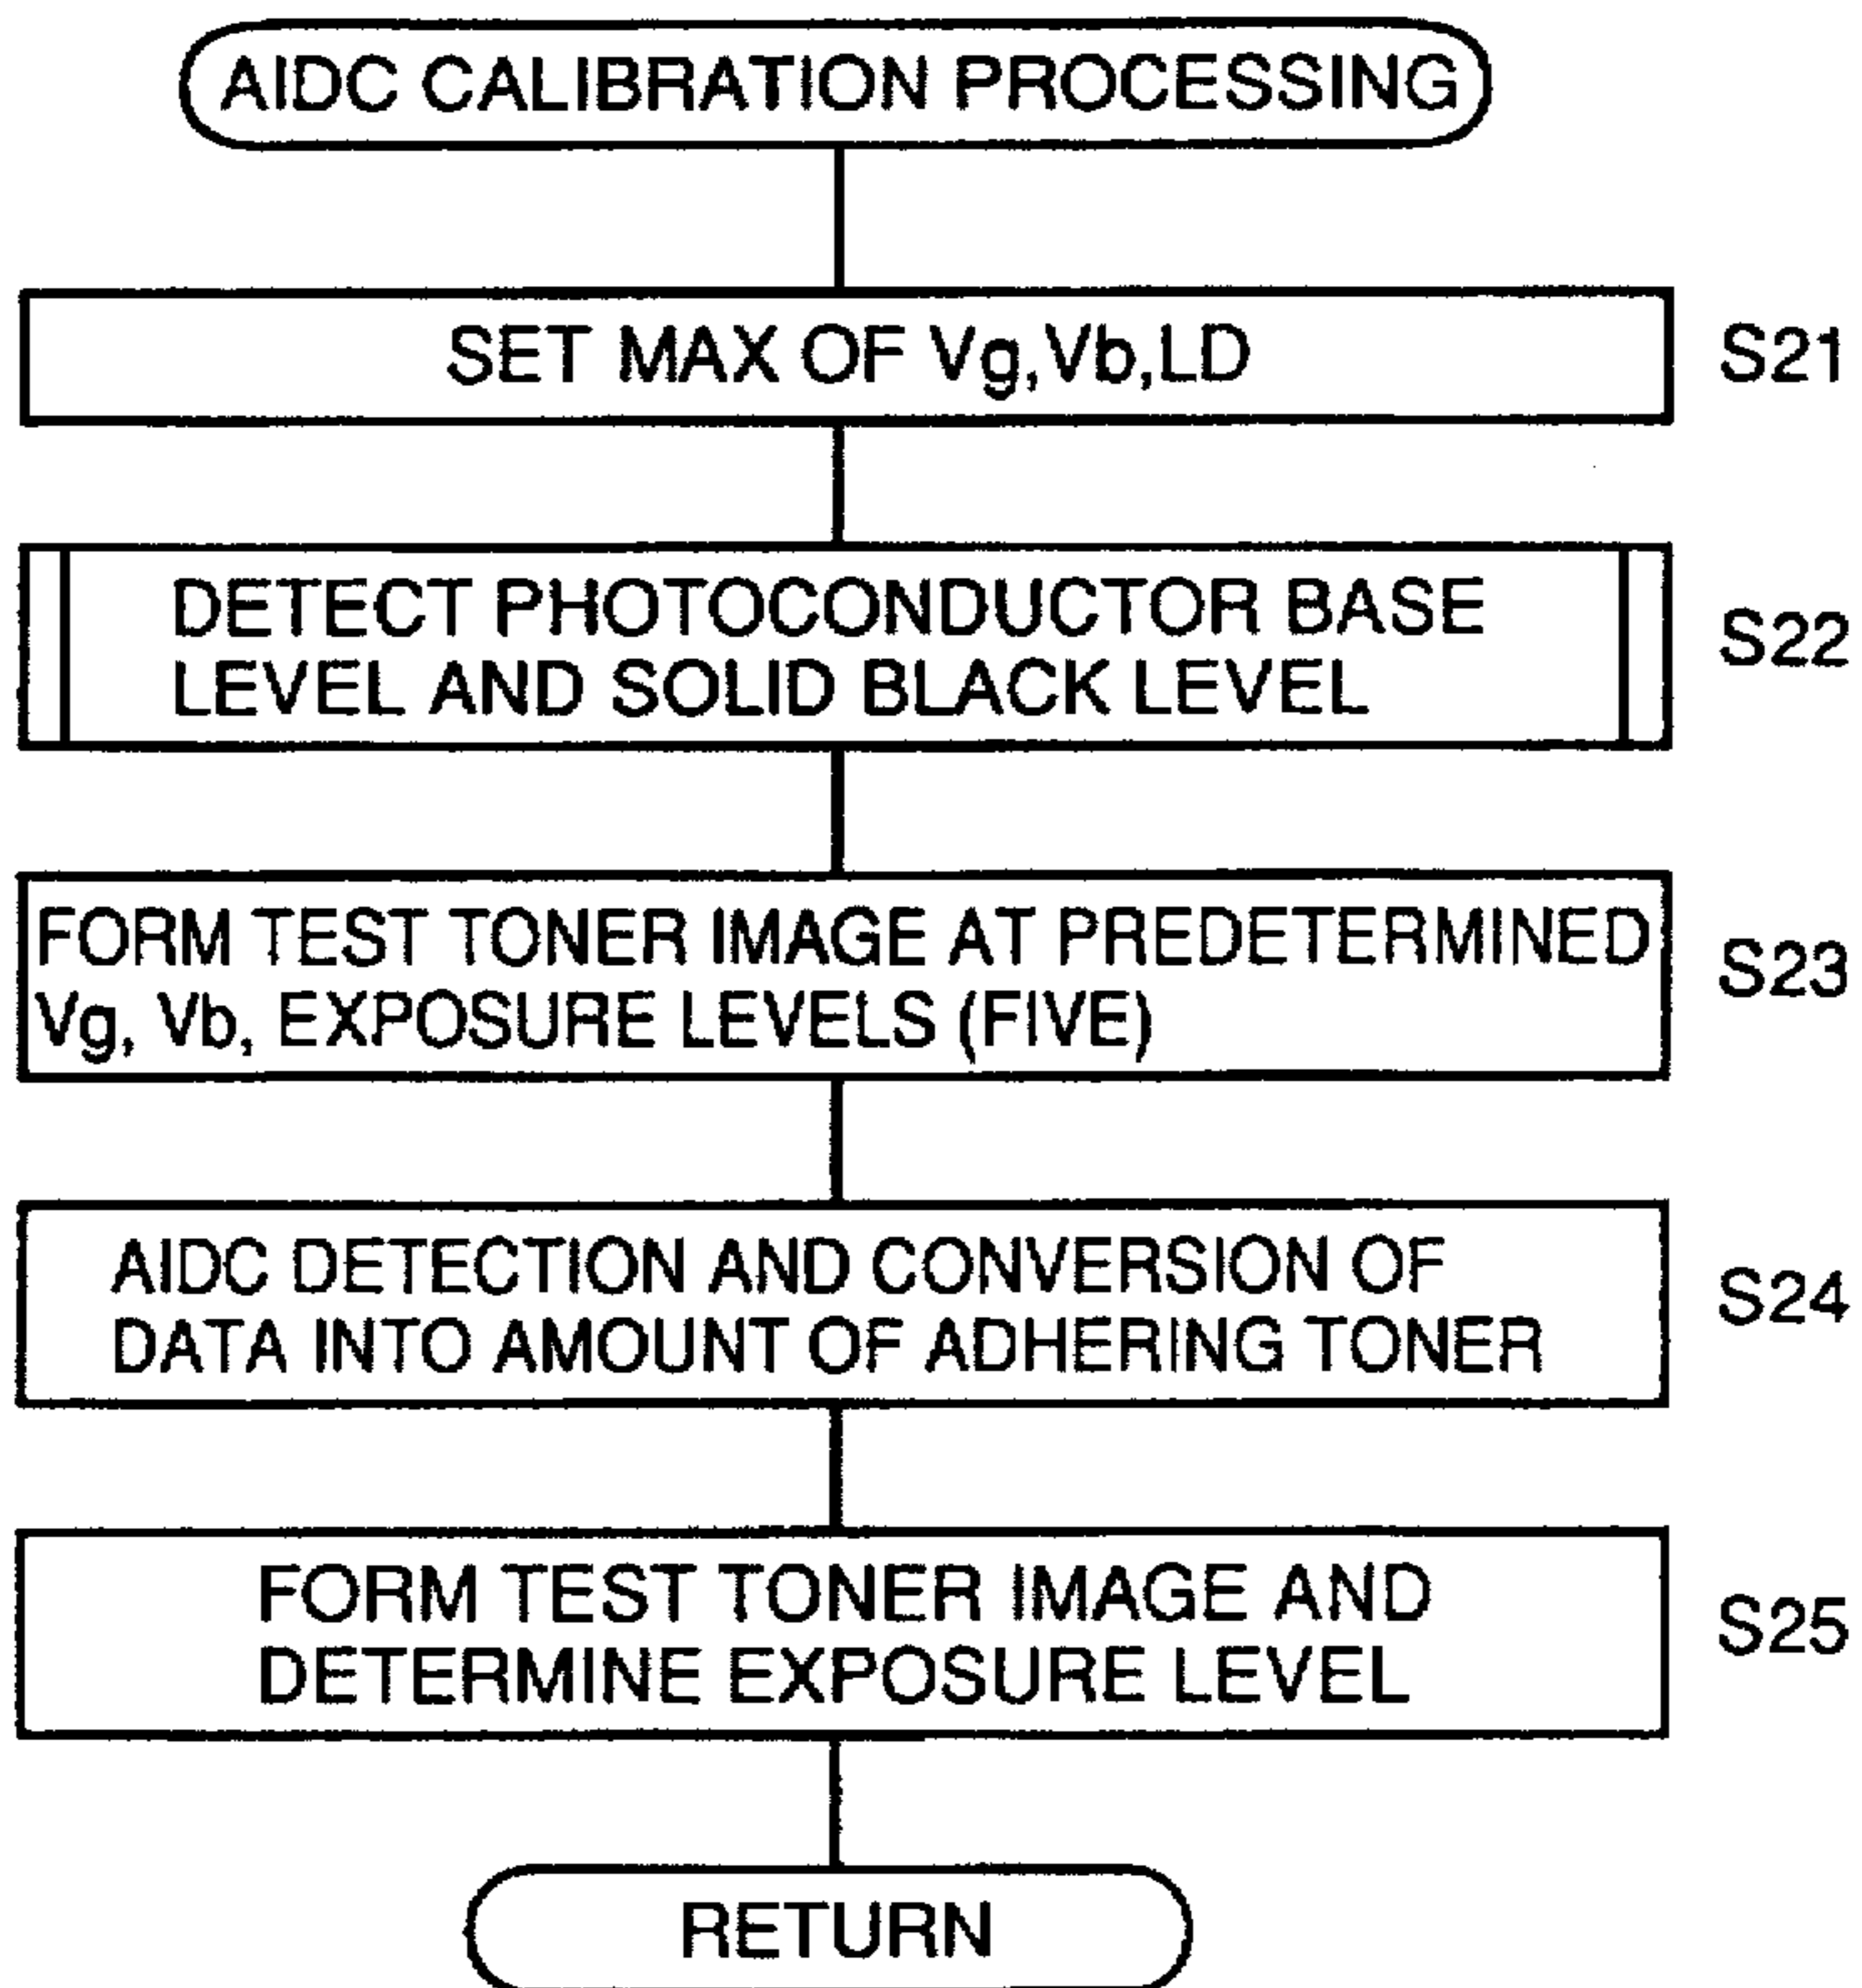 AIDC CALIBRATION PROCESSING
SET MAX OF Vg,Vb,LD
S21
DETECT PHOTOCONDUCTOR BASE
LEVEL AND SOLID BLACK LEVEL
S22
FORM TEST TONER IMAGE AT PREDETERMINED
Vg, Vb, EXPOSURE LEVELS (FIVE)
S23
AIDC DETECTION AND CONVERSION OF
DATA INTO AMOUNT OF ADHERING TONER
S24
FORM TEST TONER IMAGE AND
DETERMINE EXPOSURE LEVEL
S25
RETURN